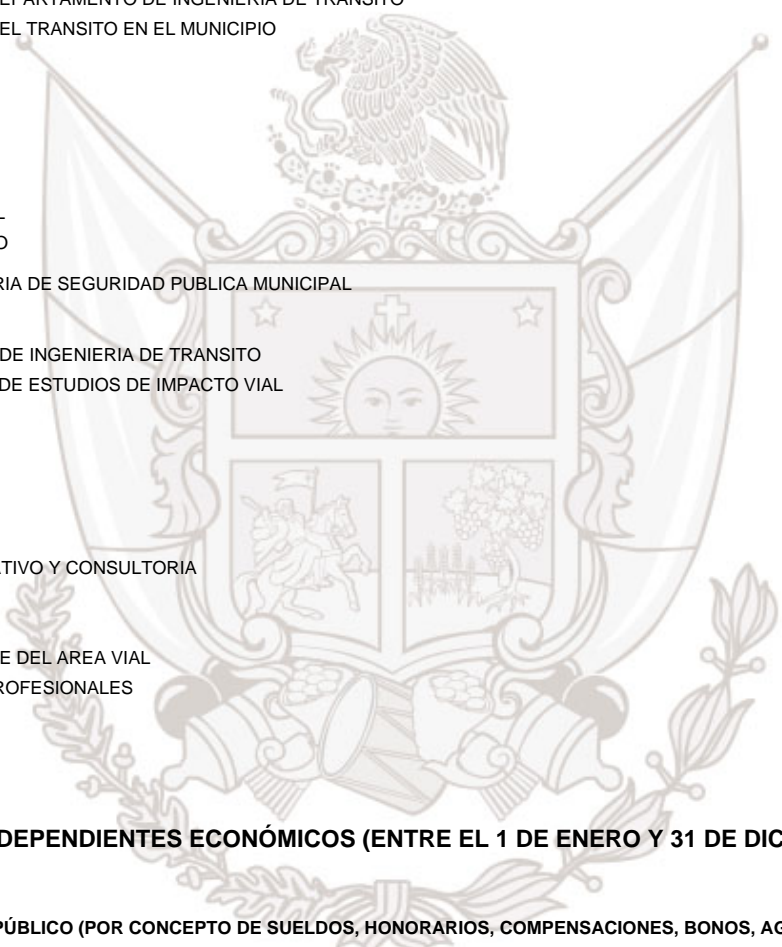 DEPARTAMENTO DE INGENIERIA DE TRANSITO
EL TRANSITO EN EL MUNICIPIO
RIA DE SEGURIDAD PUBLICA MUNICIPAL
DE INGENIERIA DE TRANSITO
DE ESTUDIOS DE IMPACTO VIAL
TIVO Y CONSULTORIA
E DEL AREA VIAL
ROFESIONALES
DEPENDIENTES ECONÓMICOS (ENTRE EL 1 DE ENERO Y 31 DE DIC
PÚBLICO (POR CONCEPTO DE SUELDOS, HONORARIOS, COMPENSACIONES, BONOS, AG